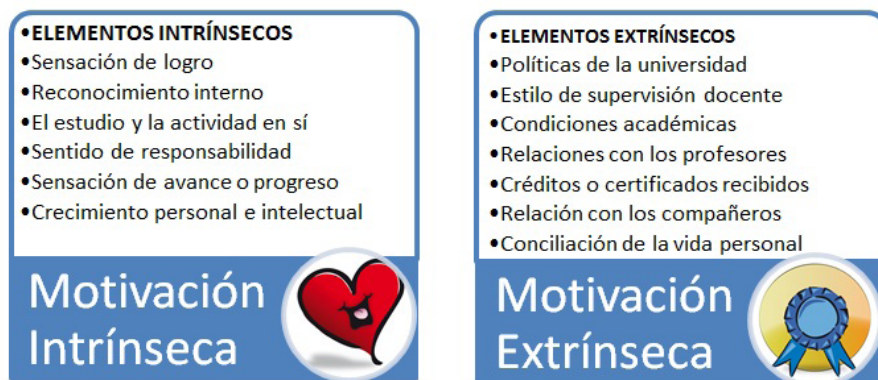 •ELEMENTOS INTRÍNSECOS
•Sensación de logro
•Reconocimiento interno
•El estudio y la actividad en sí
•Sentido de responsabilidad
•Sensación de avance o progreso
•Crecimiento personal e intelectual
Motivación
Intrínseca
•ELEMENTOS EXTRÍNSECOS
•Políticas de la universidad
•Estilo de supervisión docente
•Condiciones académicas
•Relaciones con los profesores
•Créditos o certificados recibidos
•Relación con los compañeros
•Conciliación de la vida personal
Motivación
Extrínseca